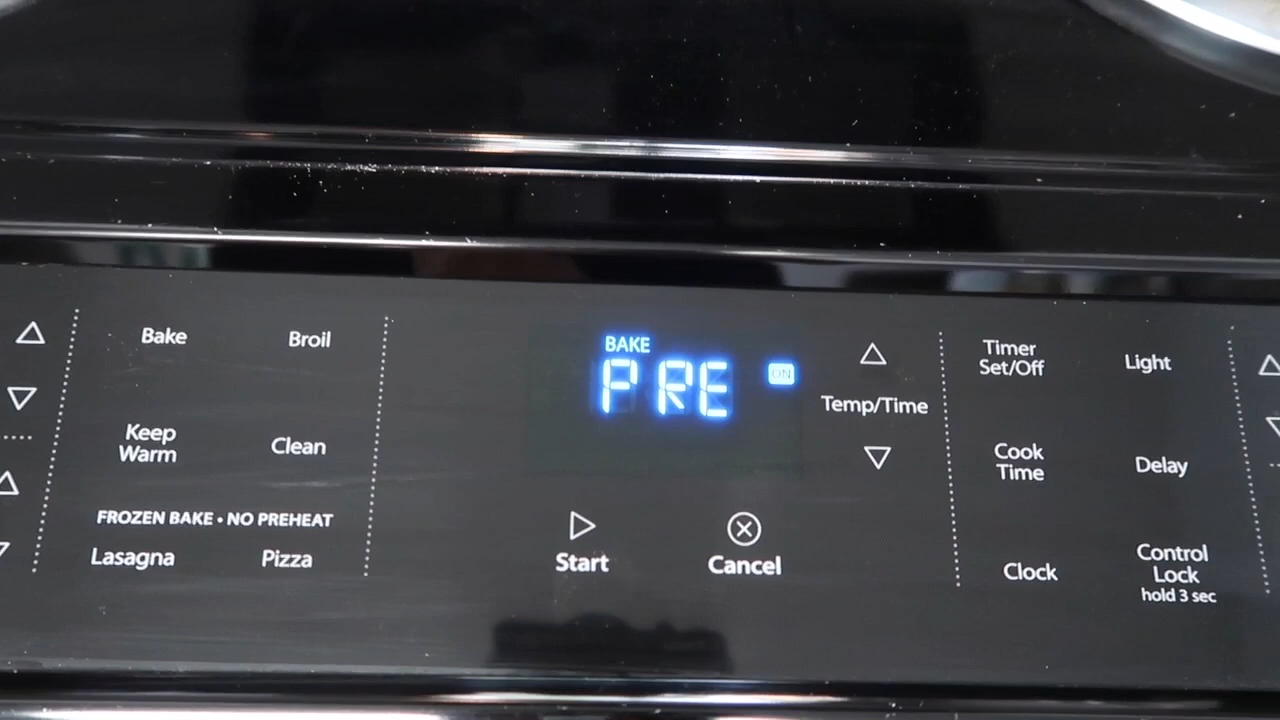 Bake
Broil
Keep
Warm
Clean
FROZEN BAKE • NO PREHEAT
Lasagna
Pizza
BAKE
PRE
ON
Temp/Time
Start
Cancel
Timer
Set/Off
Light
Cook
Time
Delay
Clock
Control
Lock
hold 3 sec